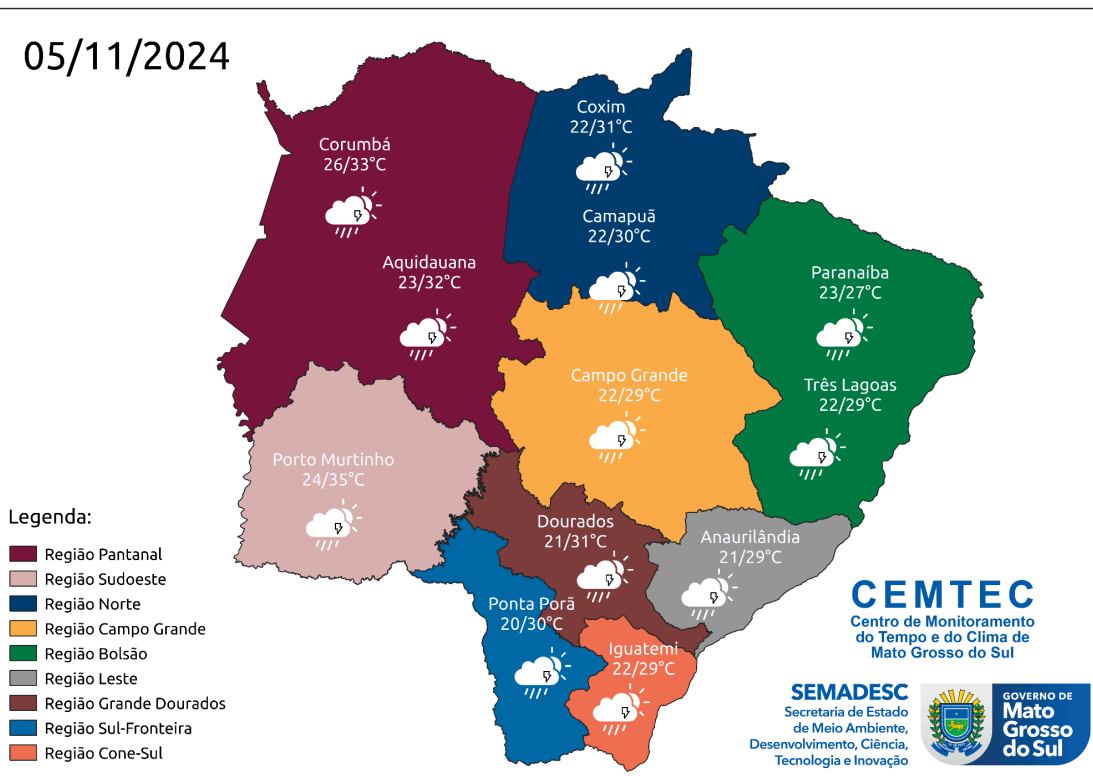 05/11/2024
Coxim
22/31°C
Corumbá
26/33°C
Camapuã
22/30°C
Aquidauana
23/32°C
Paranaíba
23/27°C
Campo Grande
22/29°C
Três Lagoas
22/29°C
Porto Murtinho
24/35°C
Dourados
21/31°C
Anaurilândia
21/29°C
Ponta Porã
20/30°C
Iguatemi
22/29°C
Legenda:
Região Pantanal
Região Sudoeste
Região Norte
Região Campo Grande
Região Bolsão
Região Leste
Região Grande Dourados
Região Sul-Fronteira
Região Cone-Sul
CEMTEC
Centro de Monitoramento
do Tempo e do Clima de
Mato Grosso do Sul
SEMADESC
Secretaria de Estado
de Meio Ambiente,
Desenvolvimento, Ciência,
Tecnologia e Inovação
GOVERNO DE
Mato
Grosso
do Sul